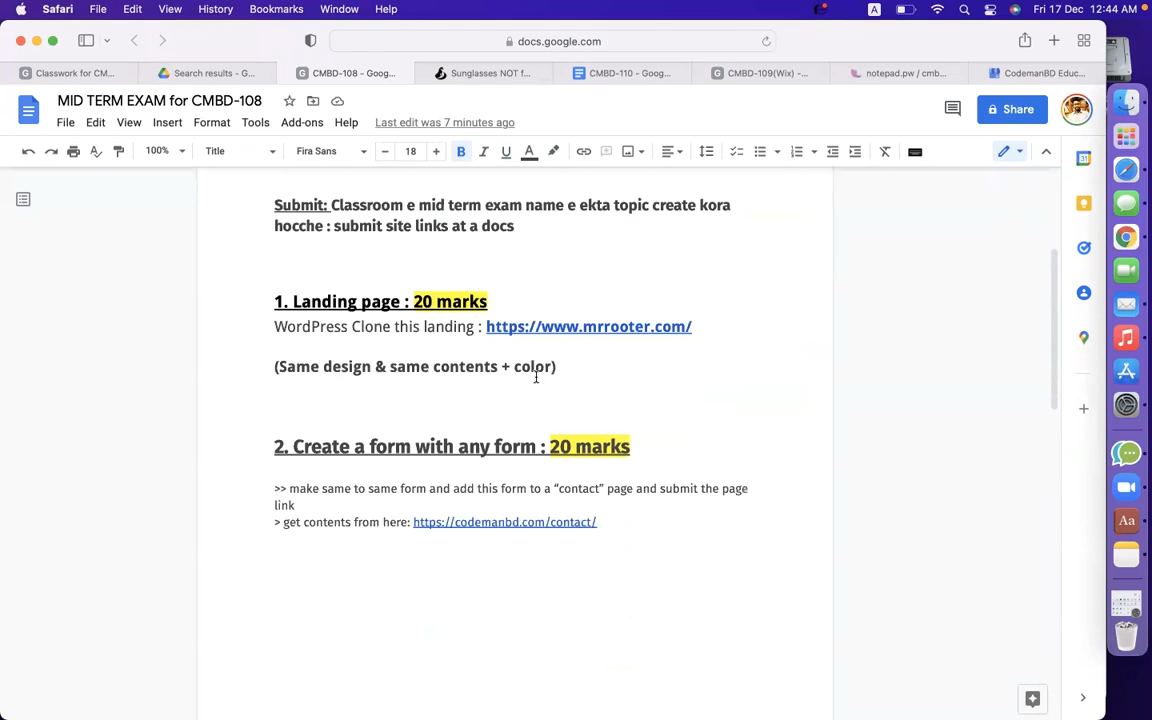 Safari File Edit View History Bookmarks Window Help A Fri 17 Dec 12:44 AM
docs.google.com
Classwork for CM... Search results - G... CMBD-108 - Goog... Sunglasses NOT f... CMBD-110 - Goog... CMBD-109(Wix) -... notepad.pw / cmb... CodemanBD Educ...
MID TERM EXAM for CMBD-108
Share
File Edit View Insert Format Tools Add-ons Help Last edit was 7 minutes ago
100% Title Fira Sans 18 B I U A
Submit: Classroom e mid term exam name e ekta topic create kora
hocche : submit site links at a docs
1. Landing page : 20 marks
WordPress Clone this landing : https://www.mrrooter.com/
(Same design & same contents + color)
2. Create a form with any form : 20 marks
>> make same to same form and add this form to a “contact” page and submit the page
link
> get contents from here: https://codemanbd.com/contact/
Aa